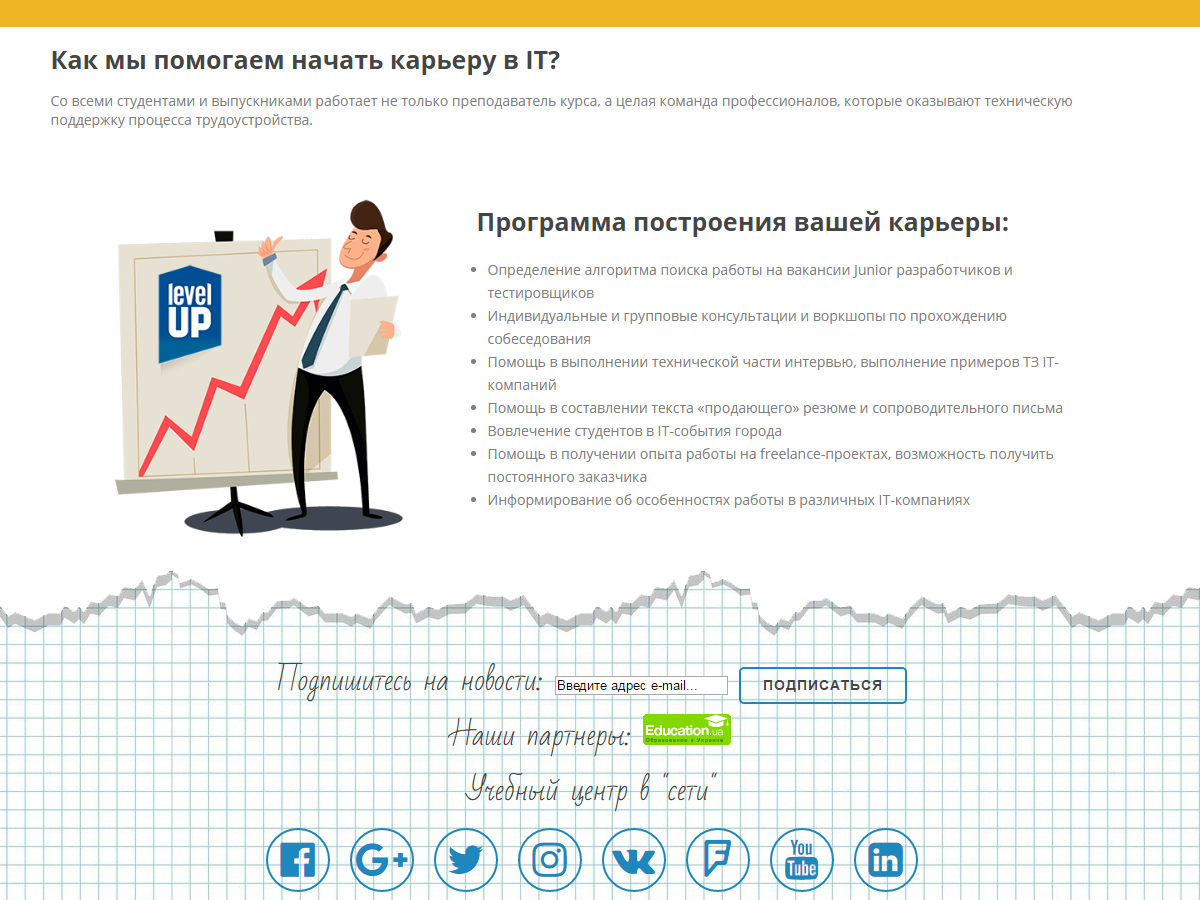 Как мы помогаем начать карьеру в IT?
Со всеми студентами и выпускниками работает не только преподаватель курса, а целая команда профессионалов, которые оказывают техническую
поддержку процесса трудоустройства.
level
UP
Программа построения вашей карьеры:
Определение алгоритма поиска работы на вакансии Junior разработчиков и
тестировщиков
Индивидуальные и групповые консультации и воркшопы по прохождению
собеседования
Помощь в выполнении технической части интервью, выполнение примеров ТЗ IT-
компаний
Помощь в составлении текста «продающего» резюме и сопроводительного письма
Вовлечение студентов в IT-события города
Помощь в получении опыта работы на freelance-проектах, возможность получить
постоянного заказчика
Информирование об особенностях работы в различных IT-компаниях
Подпишитесь на новости: Введите адрес e-mail... ПОДПИСАТЬСЯ
Наши партнеры: Education.ua
Образование в Украине
Учебный центр в "сети"
G+
You
Tube
in